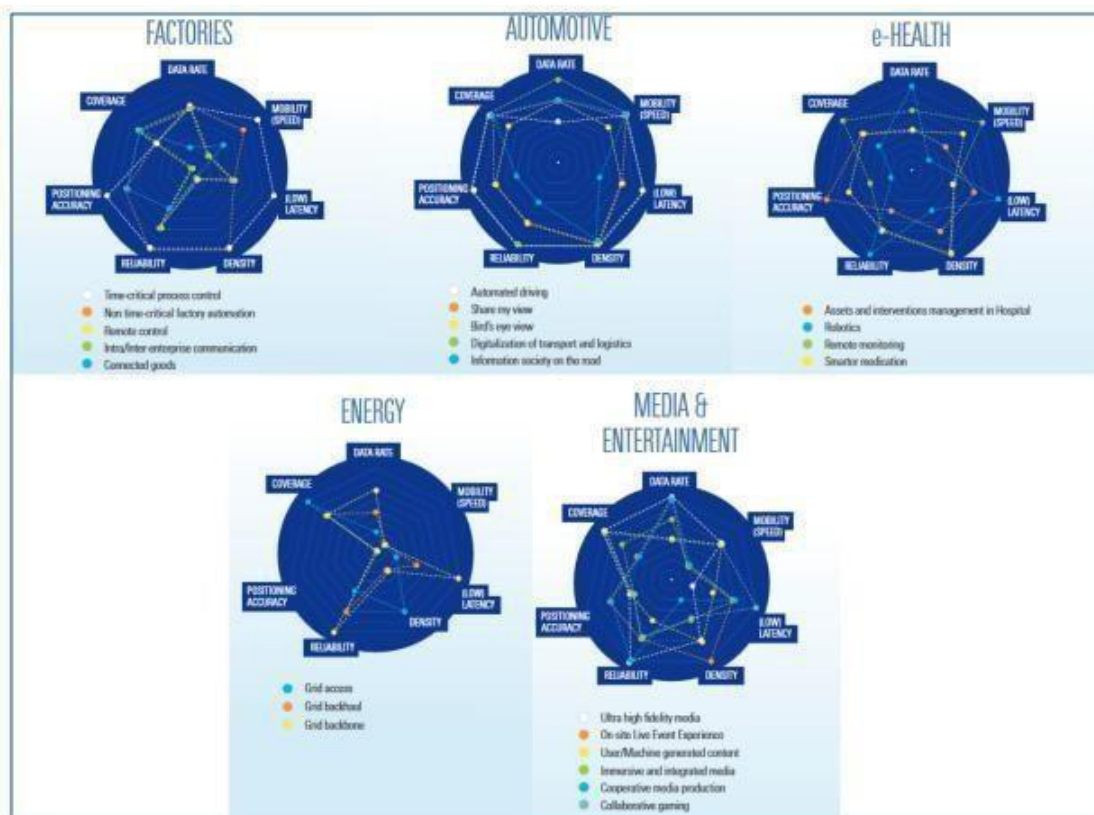 FACTORIES
DATA RATE
COVERAGE
MOBILITY
(SPEED)
POSITIONING
ACCURACY
(LOW)
LATENCY
RELIABILITY
DENSITY
Time-critical process control
Non time-critical factory automation
Remote control
Intra/Inter enterprise communication
Connected goods
AUTOMOTIVE
DATA RATE
COVERAGE
MOBILITY
(SPEED)
POSITIONING
ACCURACY
(LOW)
LATENCY
RELIABILITY
DENSITY
Automated driving
Share my view
Bird's eye view
Digitalization of transport and logistics
Information society on the road
e-HEALTH
DATA RATE
COVERAGE
MOBILITY
(SPEED)
POSITIONING
ACCURACY
(LOW)
LATENCY
RELIABILITY
DENSITY
Assets and interventions management in Hospital
Robotics
Remote monitoring
Smarter medication
ENERGY
DATA RATE
COVERAGE
MOBILITY
(SPEED)
POSITIONING
ACCURACY
(LOW)
LATENCY
DENSITY
RELIABILITY
Grid access
Grid backhaul
Grid backbone
MEDIA &
ENTERTAINMENT
DATA RATE
COVERAGE
MOBILITY
(SPEED)
POSITIONING
ACCURACY
(LOW)
LATENCY
RELIABILITY
DENSITY
Ultra high fidelity media
On-site Live Event Experience
User/Machine generated content
Immersive and integrated media
Cooperative media production
Collaborative gaming